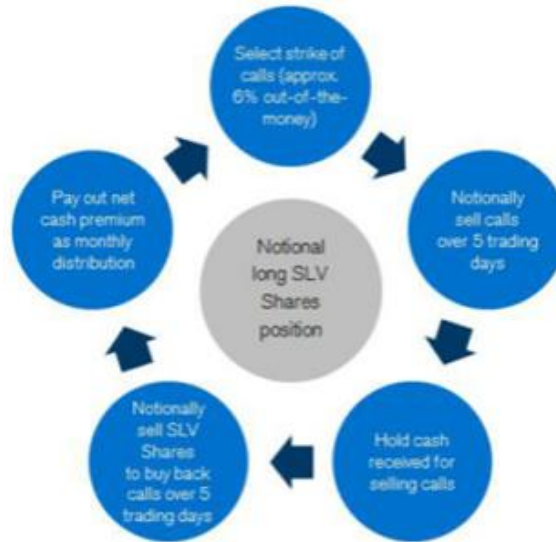 Select strike of
calls (approx.
6% out-of-the-
money)
Notionally
sell calls
over 5 trading
days
Hold cash
received for
selling calls
Notionally
sell SLV
Shares
to buy back
calls over 5
trading days
Pay out net
cash premium
as monthly
distribution
Notional
long SLV
Shares
position